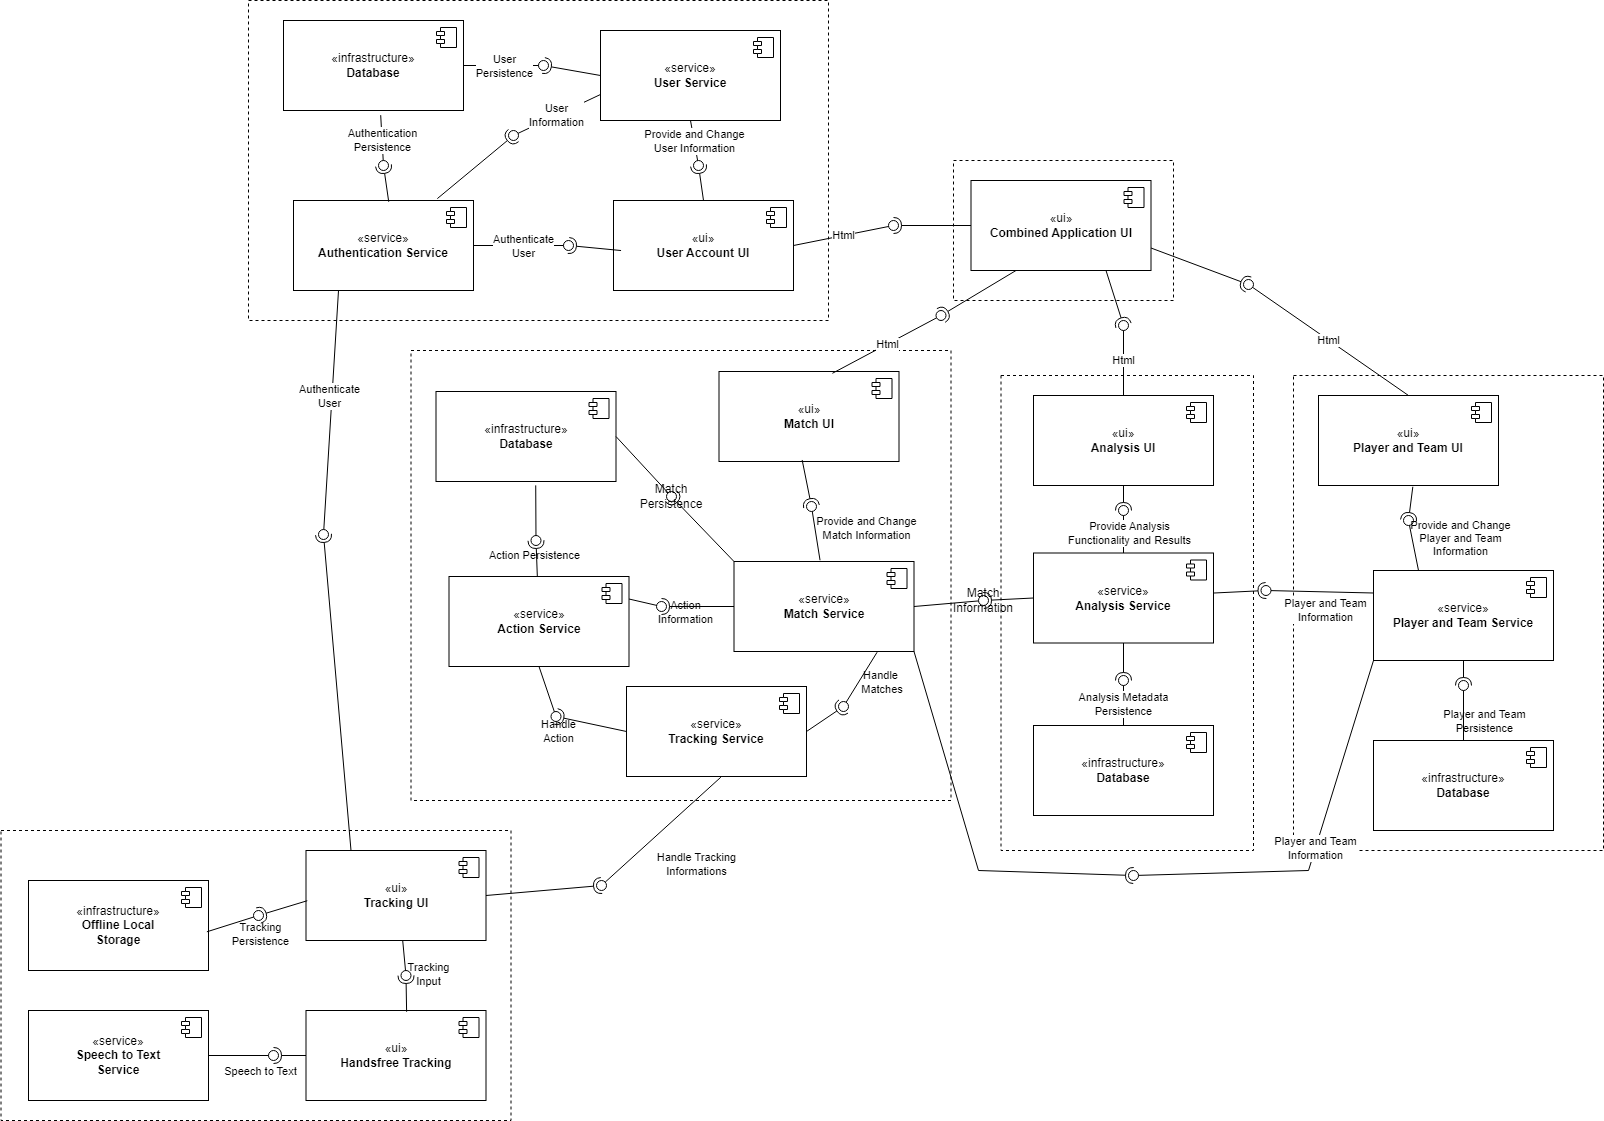 «infrastructure»
Database
User
Persistence
«service»
User Service
User
Information
Authentication
Persistence
Provide and Change
User Information
«service»
Authentication Service
Authenticate
User
«ui»
User Account UI
Html
«ui»
Combined Application UI
Html
Html
Html
Authenticate
User
«infrastructure»
Database
«ui»
Match UI
Match
Persistence
Provide and Change
Match Information
Action Persistence
«service»
Action Service
Action
Information
«service»
Match Service
Handle
Matches
Handle
Action
«service»
Tracking Service
Match
Information
«ui»
Analysis UI
Provide Analysis
Functionality and Results
«service»
Analysis Service
Analysis Metadata
Persistence
«infrastructure»
Database
«ui»
Player and Team UI
Provide and Change
Player and Team
Information
Player and Team
Information
«service»
Player and Team Service
Player and Team
Persistence
«infrastructure»
Database
Player and Team
Information
Handle Tracking
Informations
«ui»
Tracking UI
«infrastructure»
Offline Local
Storage
Tracking
Persistence
Tracking
Input
«service»
Speech to Text
Service
Speech to Text
«ui»
Handsfree Tracking